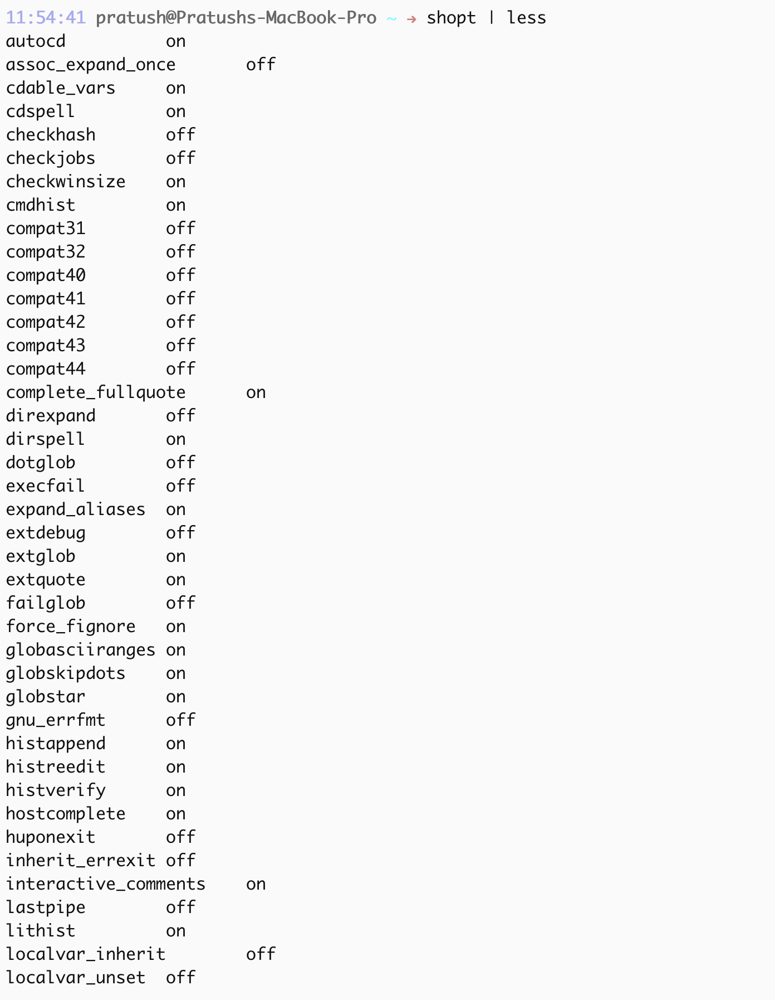 11:54:41 pratush@Pratushs-MacBook-Pro ~ → shopt | less
autocd          on
assoc_expand_once       off
cdable_vars     on
cdspell         on
checkhash       off
checkjobs       off
checkwinsize    on
cmdhist         on
compat31        off
compat32        off
compat40        off
compat41        off
compat42        off
compat43        off
compat44        off
complete_fullquote      on
direxpand       off
dirspell        on
dotglob         off
execfail        off
expand_aliases  on
extdebug        off
extglob         on
extquote        on
failglob        off
force_fignore   on
globasciiranges on
globskipdots    on
globstar        on
gnu_errfmt      off
histappend      on
histreedit      on
histverify      on
hostcomplete    on
huponexit       off
inherit_errexit off
interactive_comments    on
lastpipe        off
lithist         on
localvar_inherit        off
localvar_unset  off